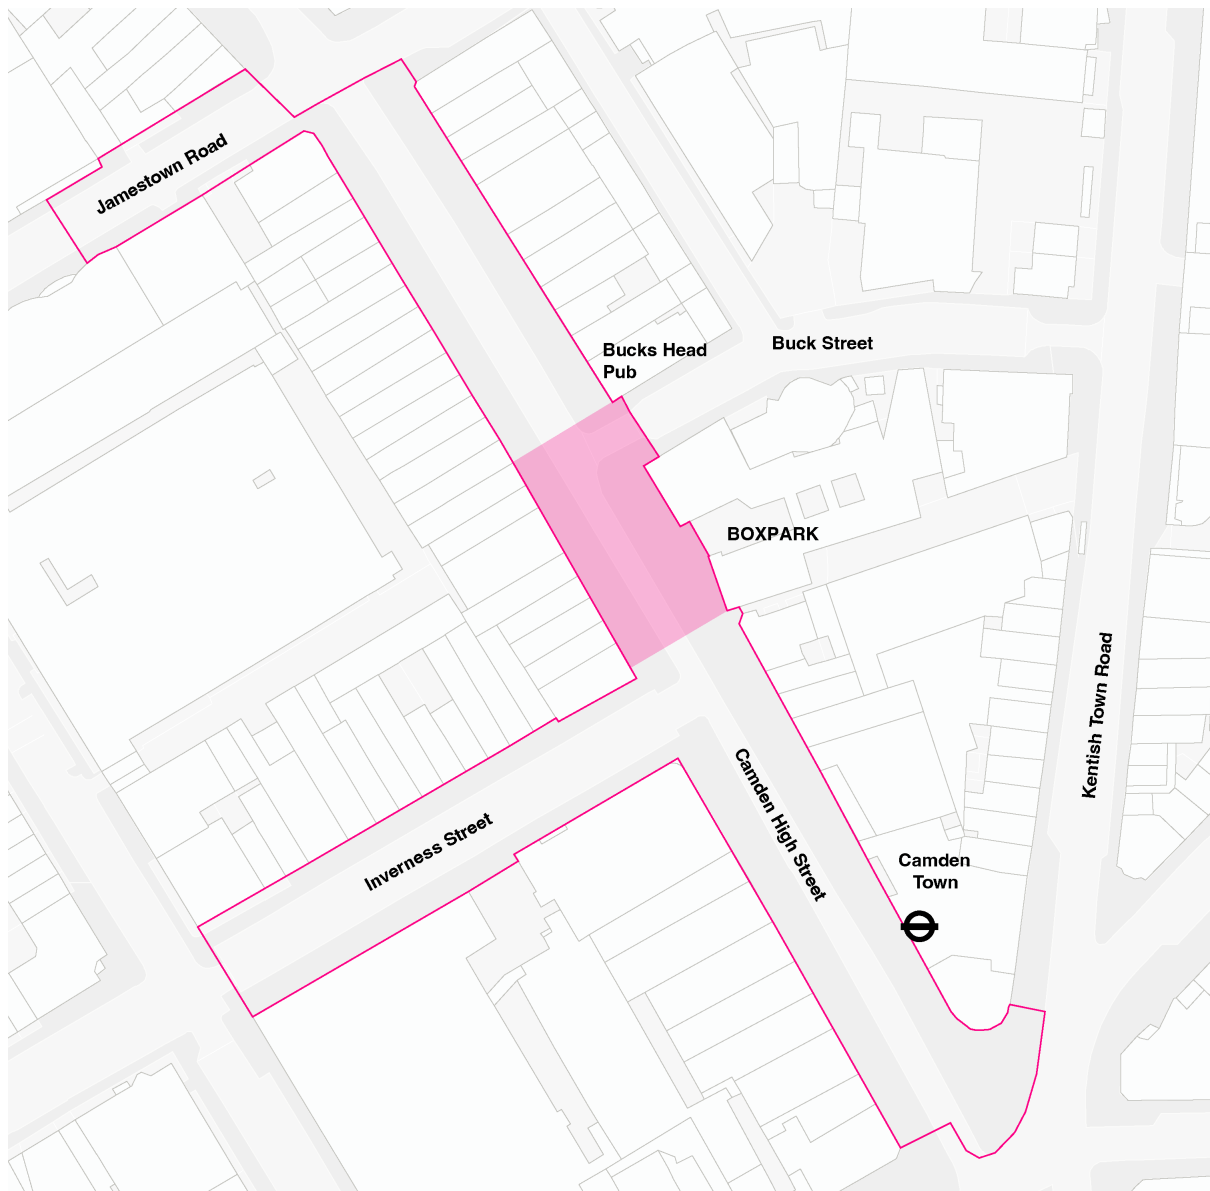 Jamestown Road
Bucks Head
Pub
Buck Street
BOXPARK
Kentish Town Road
Camden High Street
Inverness Street
Camden
Town